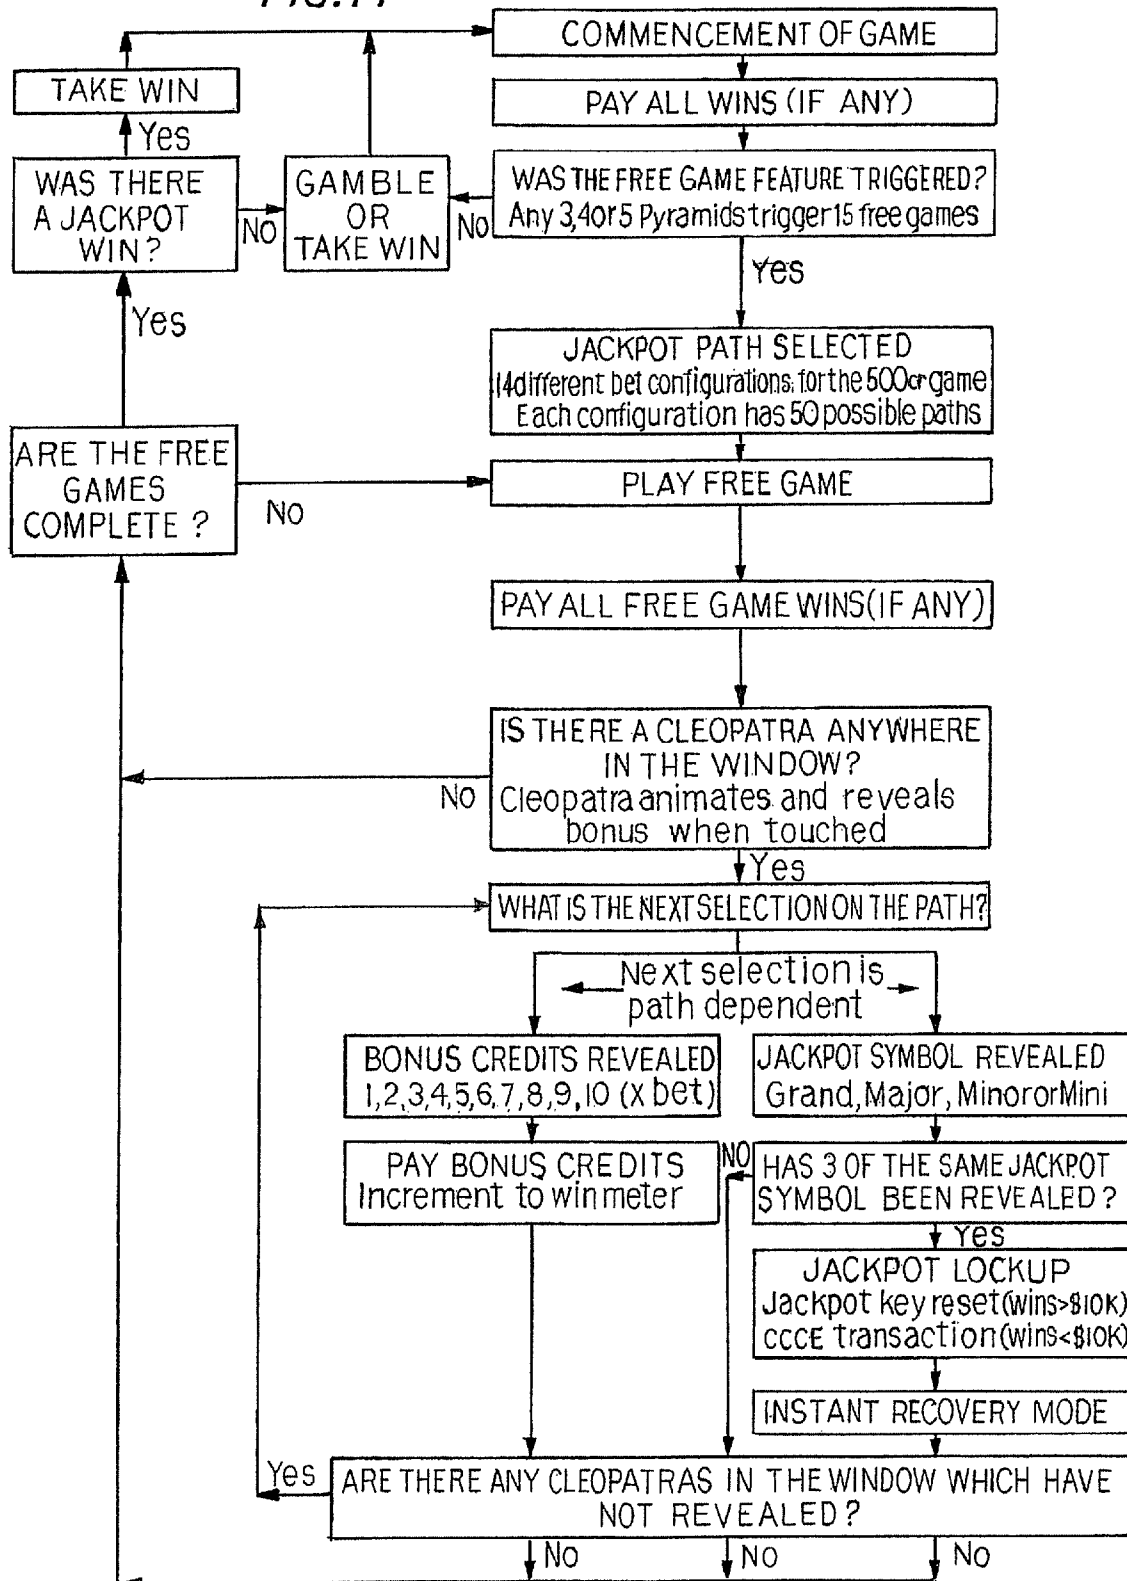 COMMENCEMENT OF GAME
TAKE WIN
PAY ALL WINS (IF ANY)
Yes
WAS THERE
A JACKPOT
WIN?
No
GAMBLE
OR
TAKE WIN
No
WAS THE FREE GAME FEATURE TRIGGERED?
Any 3,4 or 5 Pyramids trigger 15 free games
Yes
Yes
JACKPOT PATH SELECTED
14 different bet configurations for the 500cr game
Each configuration has 50 possible paths
ARE THE FREE
GAMES
COMPLETE ?
No
PLAY FREE GAME
PAY ALL FREE GAME WINS (IF ANY)
IS THERE A CLEOPATRA ANYWHERE
IN THE WINDOW?
Cleopatra animates and reveals
bonus when touched
No
Yes
WHAT IS THE NEXT SELECTION ON THE PATH?
Next selection is
path dependent
BONUS CREDITS REVEALED
1,2,3,4,5,6,7,8,9,10 (x bet)
JACKPOT SYMBOL REVEALED
Grand, Major, Minor or Mini
PAY BONUS CREDITS
Increment to win meter
NO
HAS 3 OF THE SAME JACKPOT
SYMBOL BEEN REVEALED ?
Yes
JACKPOT LOCKUP
Jackpot key reset (wins>$10K)
CCCE transaction (wins<$10K)
INSTANT RECOVERY MODE
Yes
ARE THERE ANY CLEOPATRAS IN THE WINDOW WHICH HAVE
NOT REVEALED ?
No
No
No